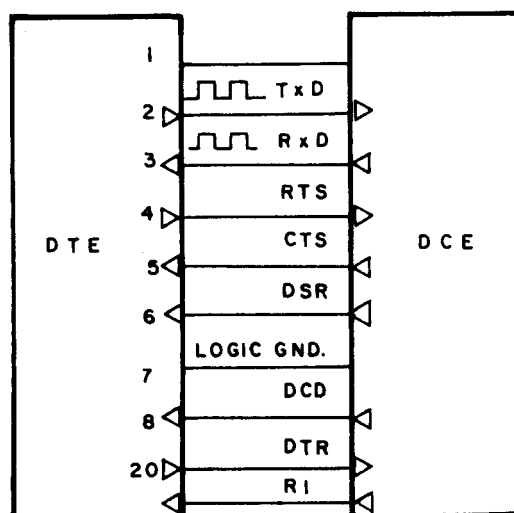 1
TxD
2
RxD
3
RTS
4
DTE
CTS
DCE
5
DSR
6
LOGIC GND.
7
DCD
8
DTR
20
RI